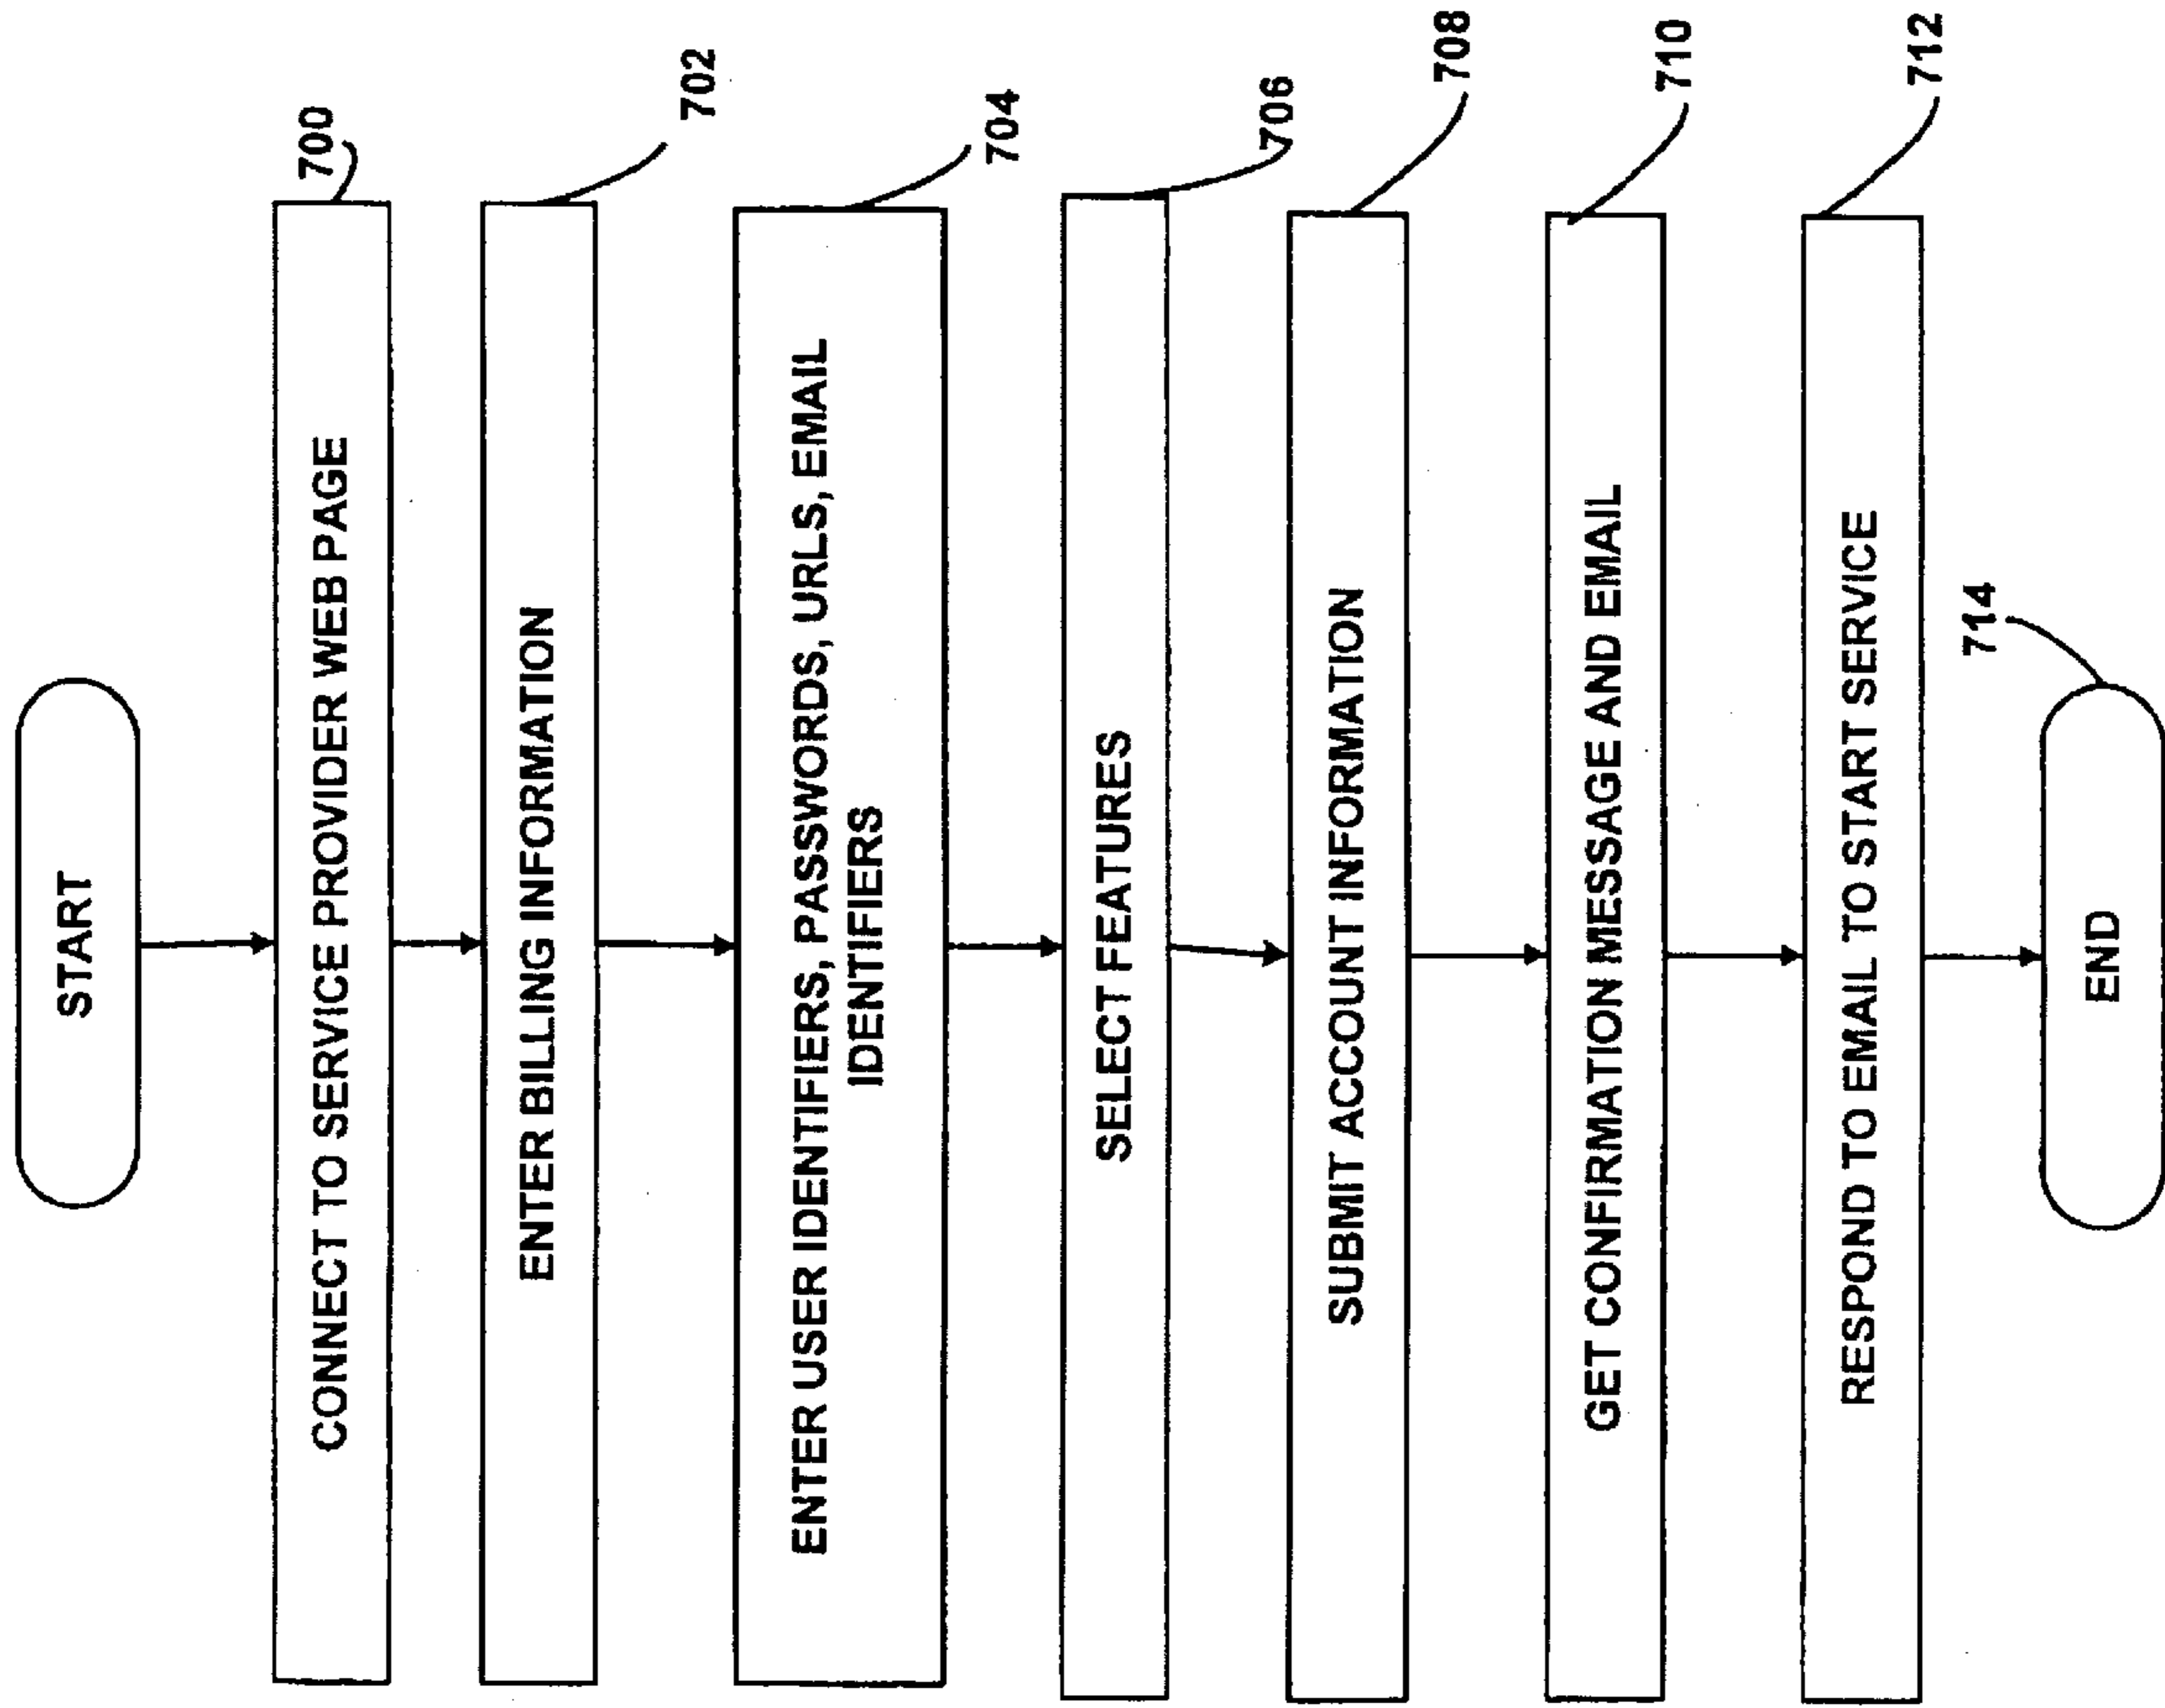 START
700
CONNECT TO SERVICE PROVIDER WEB PAGE
702
ENTER BILLING INFORMATION
704
ENTER USER IDENTIFIERS, PASSWORDS, URLS, EMAIL
IDENTIFIERS
706
SELECT FEATURES
708
SUBMIT ACCOUNT INFORMATION
710
GET CONFIRMATION MESSAGE AND EMAIL
712
RESPOND TO EMAIL TO START SERVICE
714
END